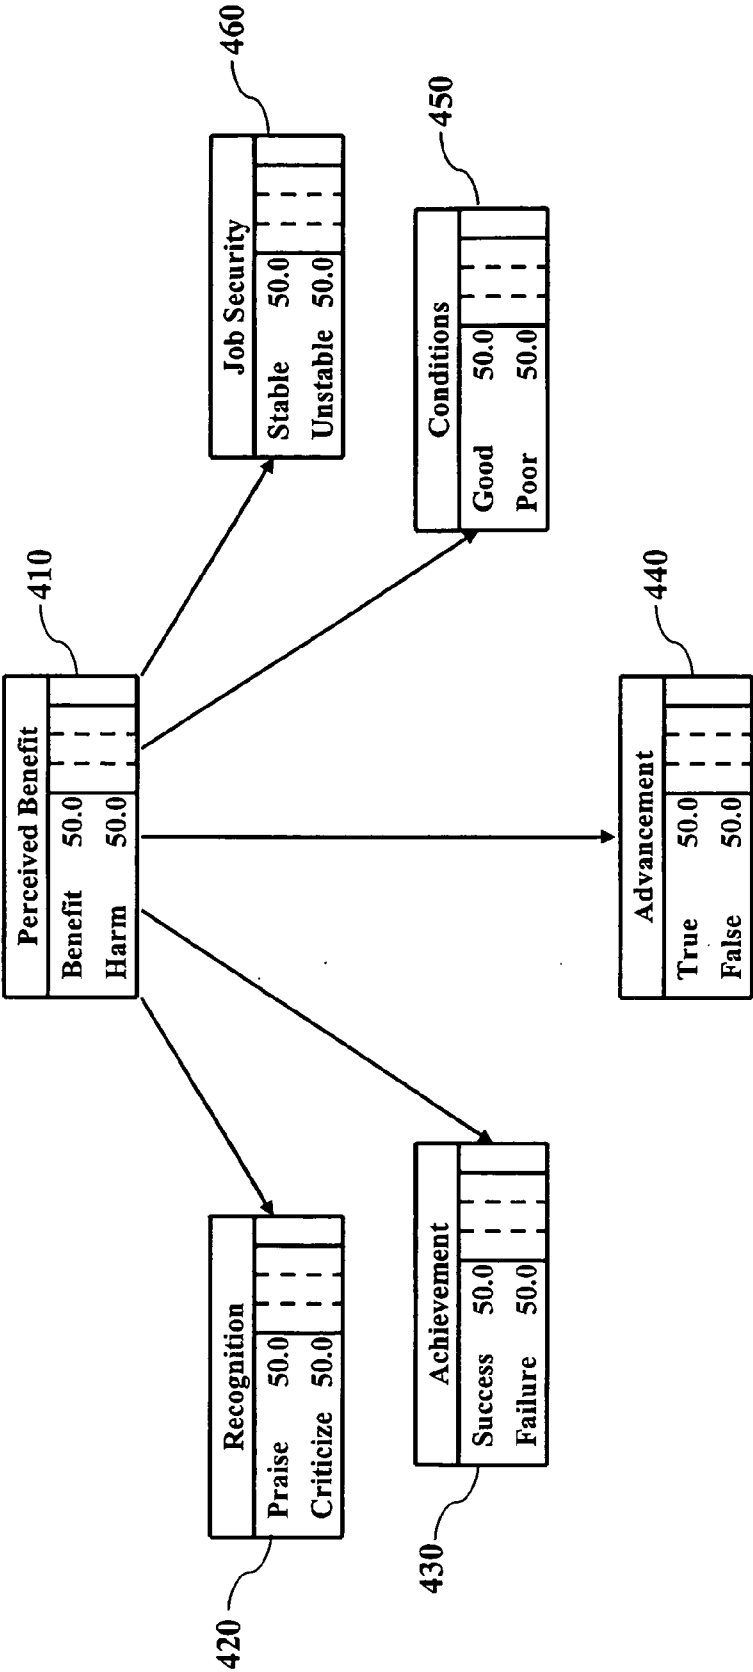 Perceived Benefit
Benefit 50.0
Harm 50.0
410
Recognition
Praise 50.0
Criticize 50.0
420
Achievement
Success 50.0
Failure 50.0
430
Advancement
True 50.0
False 50.0
440
Conditions
Good 50.0
Poor 50.0
450
Job Security
Stable 50.0
Unstable 50.0
460